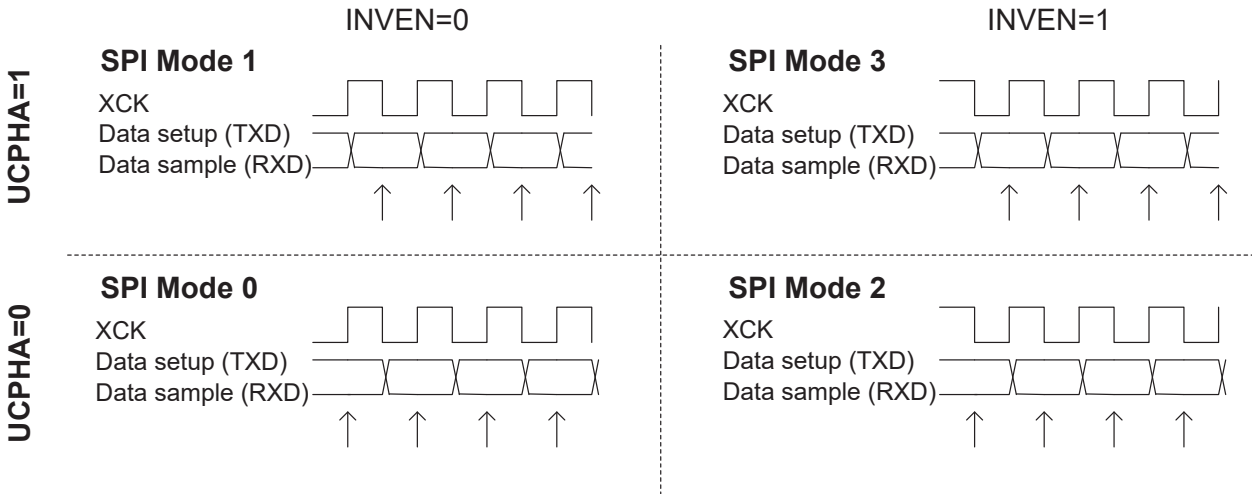 INVEN=0
INVEN=1
UCPHA=1
SPI Mode 1
XCK
Data setup (TXD)
Data sample (RXD)
SPI Mode 3
XCK
Data setup (TXD)
Data sample (RXD)
UCPHA=0
SPI Mode 0
XCK
Data setup (TXD)
Data sample (RXD)
SPI Mode 2
XCK
Data setup (TXD)
Data sample (RXD)